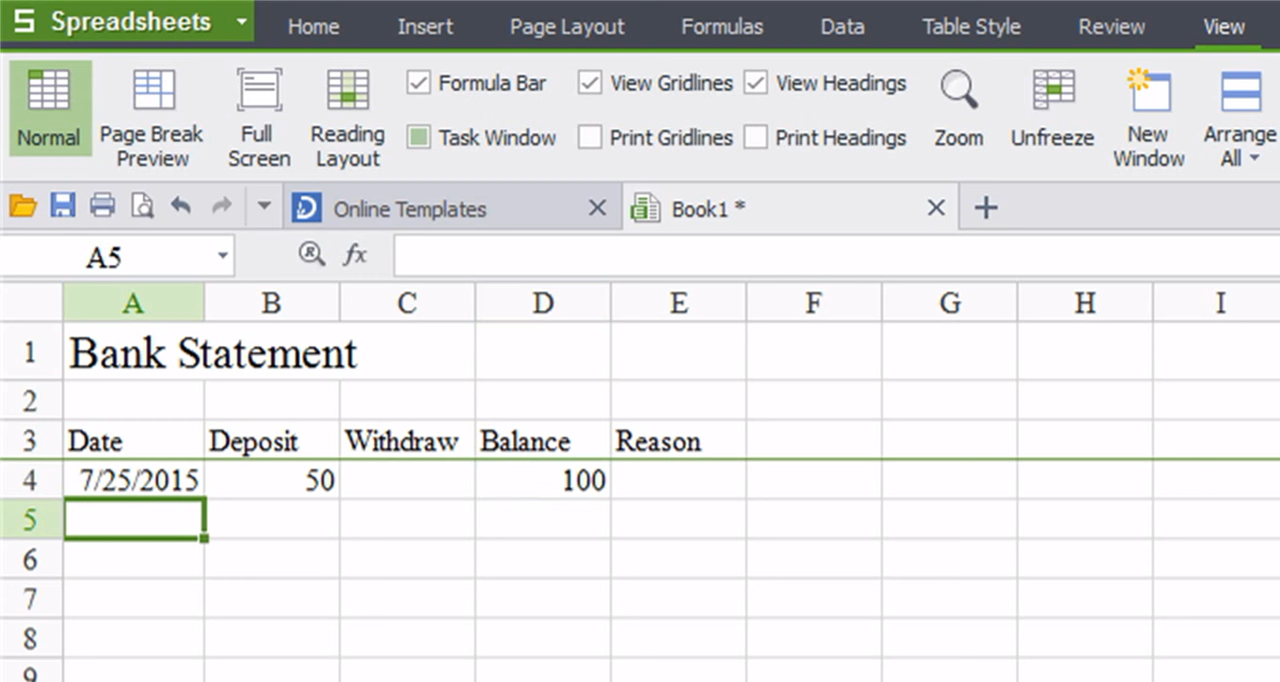 S Spreadsheets Home Insert Page Layout Formulas Data Table Style Review View
Formula Bar View Gridlines View Headings
Normal Page Break Preview Full Screen Reading Layout Task Window Print Gridlines Print Headings Zoom Unfreeze New Window Arrange All
Online Templates Book1 *
A5 fx
A B C D E F G H I
1 Bank Statement
2
3 Date Deposit Withdraw Balance Reason
4 7/25/2015 50 100
5
6
7
8
9